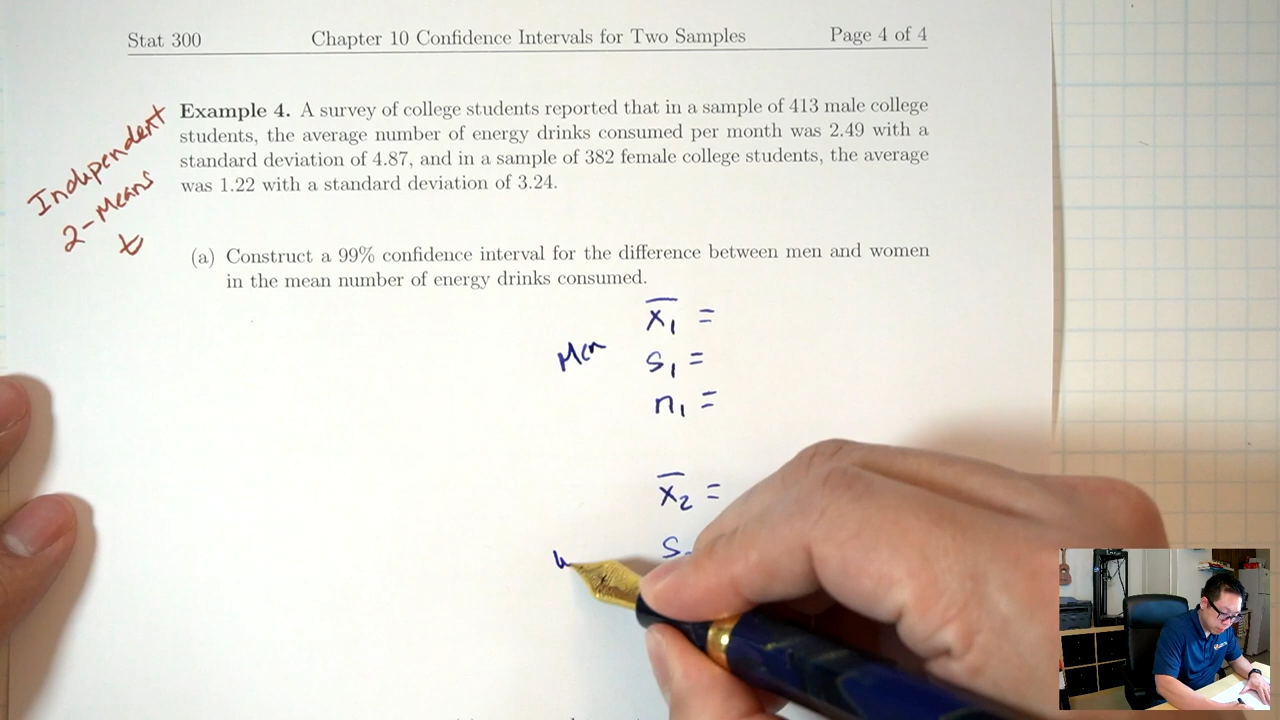 Stat 300 Chapter 10 Confidence Intervals for Two Samples Page 4 of 4
Independent
2-Means
t
Example 4. A survey of college students reported that in a sample of 413 male college
students, the average number of energy drinks consumed per month was 2.49 with a
standard deviation of 4.87, and in a sample of 382 female college students, the average
was 1.22 with a standard deviation of 3.24.
(a) Construct a 99% confidence interval for the difference between men and women
in the mean number of energy drinks consumed.
x̄₁ =
Men s₁ =
n₁ =
x̄₂ =
s